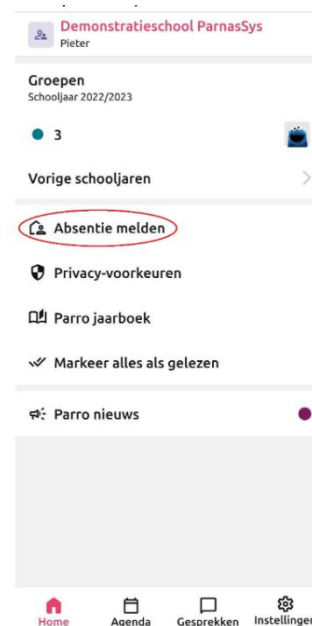 Demonstratieschool ParnasSys
Pieter
Groepen
Schooljaar 2022/2023
3
Vorige schooljaren
Absentie melden
Privacy-voorkeuren
Parro jaarboek
Markeer alles als gelezen
Parro nieuws
Home Agenda Gesprekken Instellingen